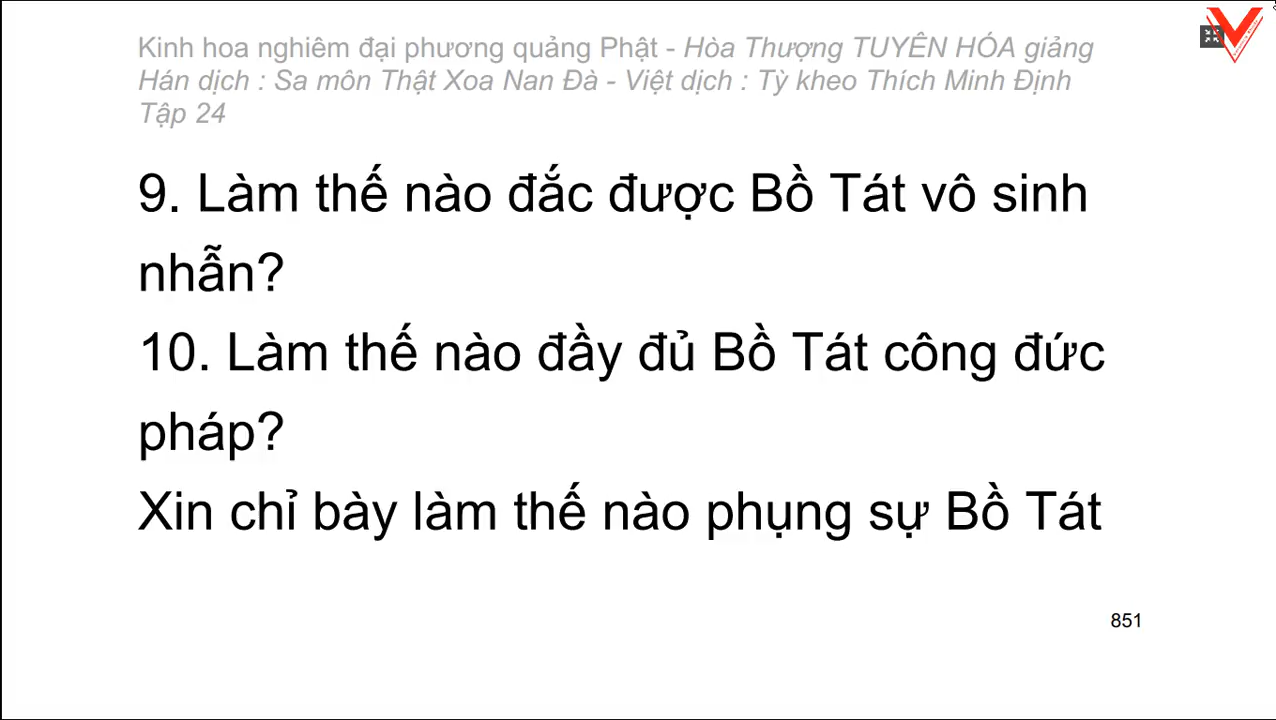 Kinh hoa nghiêm đại phương quảng Phật - Hòa Thượng TUYÊN HÓA giảng
Hán dịch : Sa môn Thật Xoa Nan Đà - Việt dịch : Tỳ kheo Thích Minh Định
Tập 24
9. Làm thế nào đắc được Bồ Tát vô sinh
nhẫn?
10. Làm thế nào đầy đủ Bồ Tát công đức
pháp?
Xin chỉ bày làm thế nào phụng sự Bồ Tát
851